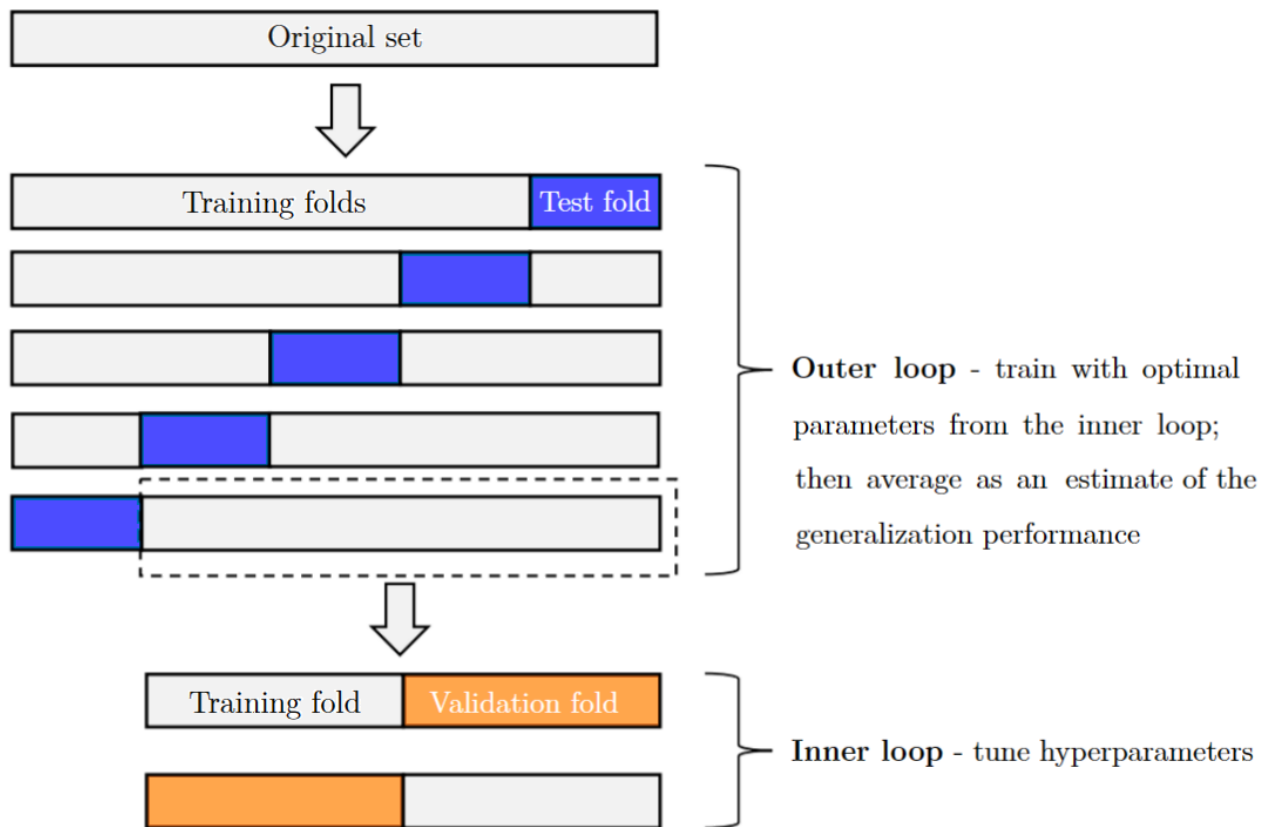 Original set
Training folds
Test fold
Outer loop - train with optimal
parameters from the inner loop;
then average as an estimate of the
generalization performance
Training fold
Validation fold
Inner loop - tune hyperparameters